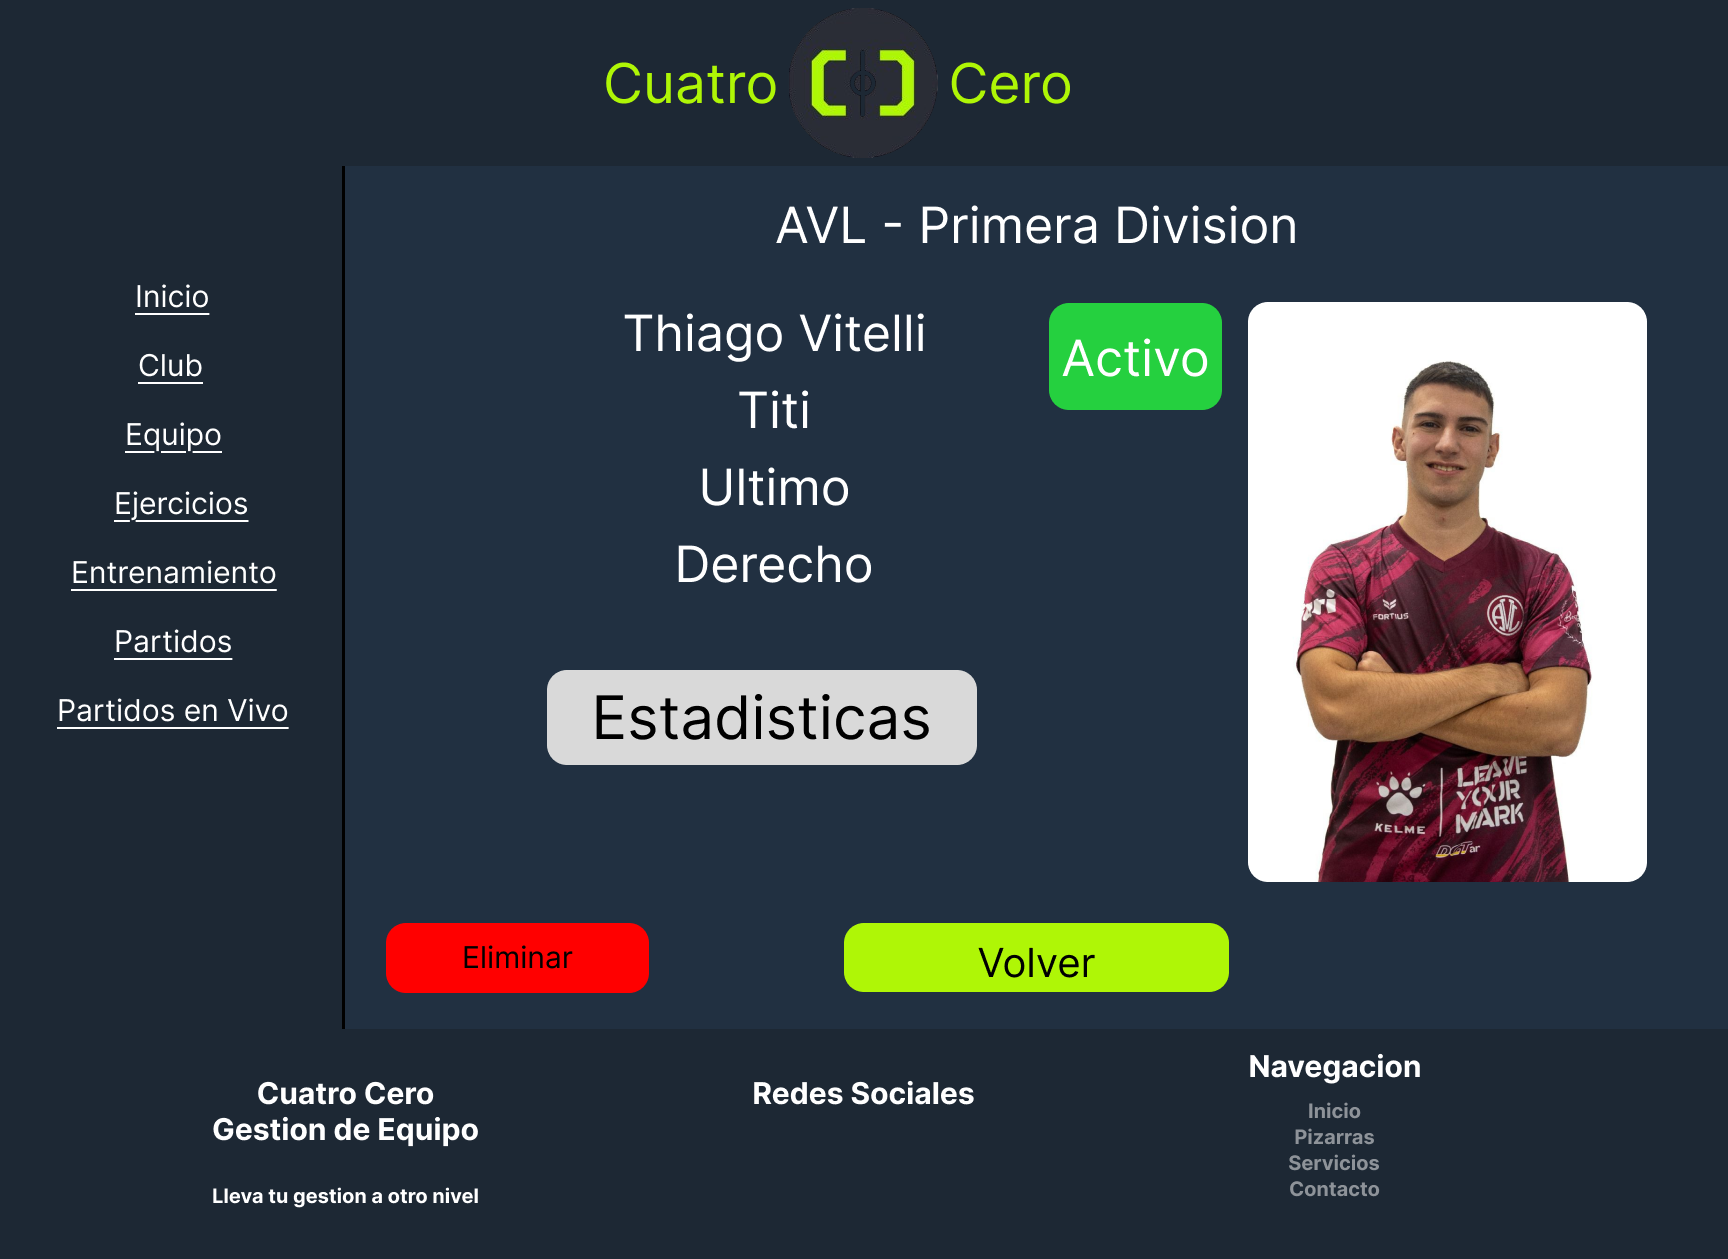 Cuatro Cero
AVL - Primera Division
Inicio
Club
Equipo
Ejercicios
Entrenamiento
Partidos
Partidos en Vivo
Thiago Vitelli
Titi
Ultimo
Derecho
Activo
Estadisticas
FORTIUS
AVL
KELME
LEAVE
YOUR
MARK
Eliminar
Volver
Cuatro Cero
Gestion de Equipo
Lleva tu gestion a otro nivel
Redes Sociales
Navegacion
Inicio
Pizarras
Servicios
Contacto